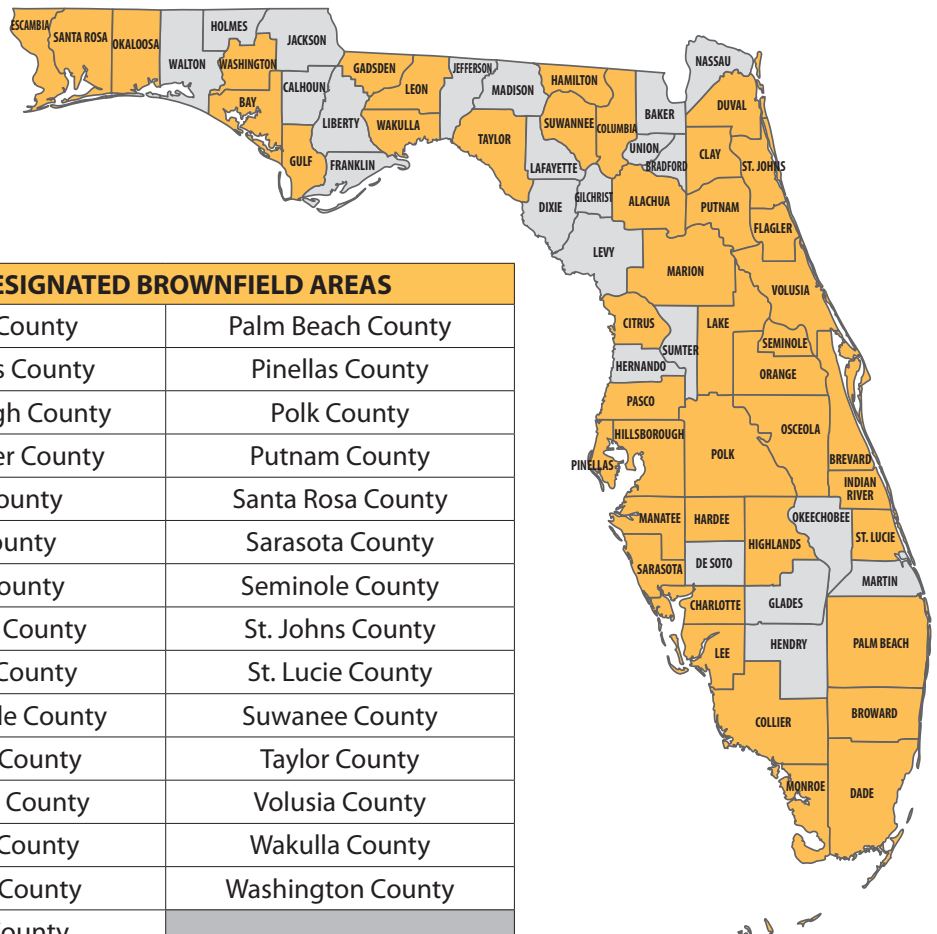 ESCAMBIA
SANTA ROSA
OKALOOSA
WALTON
HOLMES
WASHINGTON
JACKSON
BAY
CALHOUN
GULF
LIBERTY
GADSDEN
LEON
WAKULLA
FRANKLIN
JEFFERSON
MADISON
TAYLOR
HAMILTON
SUWANNEE
COLUMBIA
LAFAYETTE
DIXIE
GILCHRIST
BAKER
UNION
BRADFORD
NASSAU
DUVAL
CLAY
ST. JOHNS
ALACHUA
PUTNAM
FLAGLER
LEVY
MARION
VOLUSIA
CITRUS
SUMTER
LAKE
SEMINOLE
HERNANDO
ORANGE
PASCO
OSCEOLA
HILLSBOROUGH
PINELLAS
POLK
BREVARD
INDIAN
RIVER
MANATEE
HARDEE
OKEECHOBEE
HIGHLANDS
ST. LUCIE
SARASOTA
DE SOTO
MARTIN
CHARLOTTE
GLADES
LEE
HENDRY
PALM BEACH
COLLIER
BROWARD
MONROE
DADE
ESIGNATED BROWNFIELD AREAS
County Palm Beach County
s County Pinellas County
gh County Polk County
er County Putnam County
ounty Santa Rosa County
ounty Sarasota County
ounty Seminole County
County St. Johns County
County St. Lucie County
le County Suwanee County
County Taylor County
County Volusia County
County Wakulla County
County Washington County